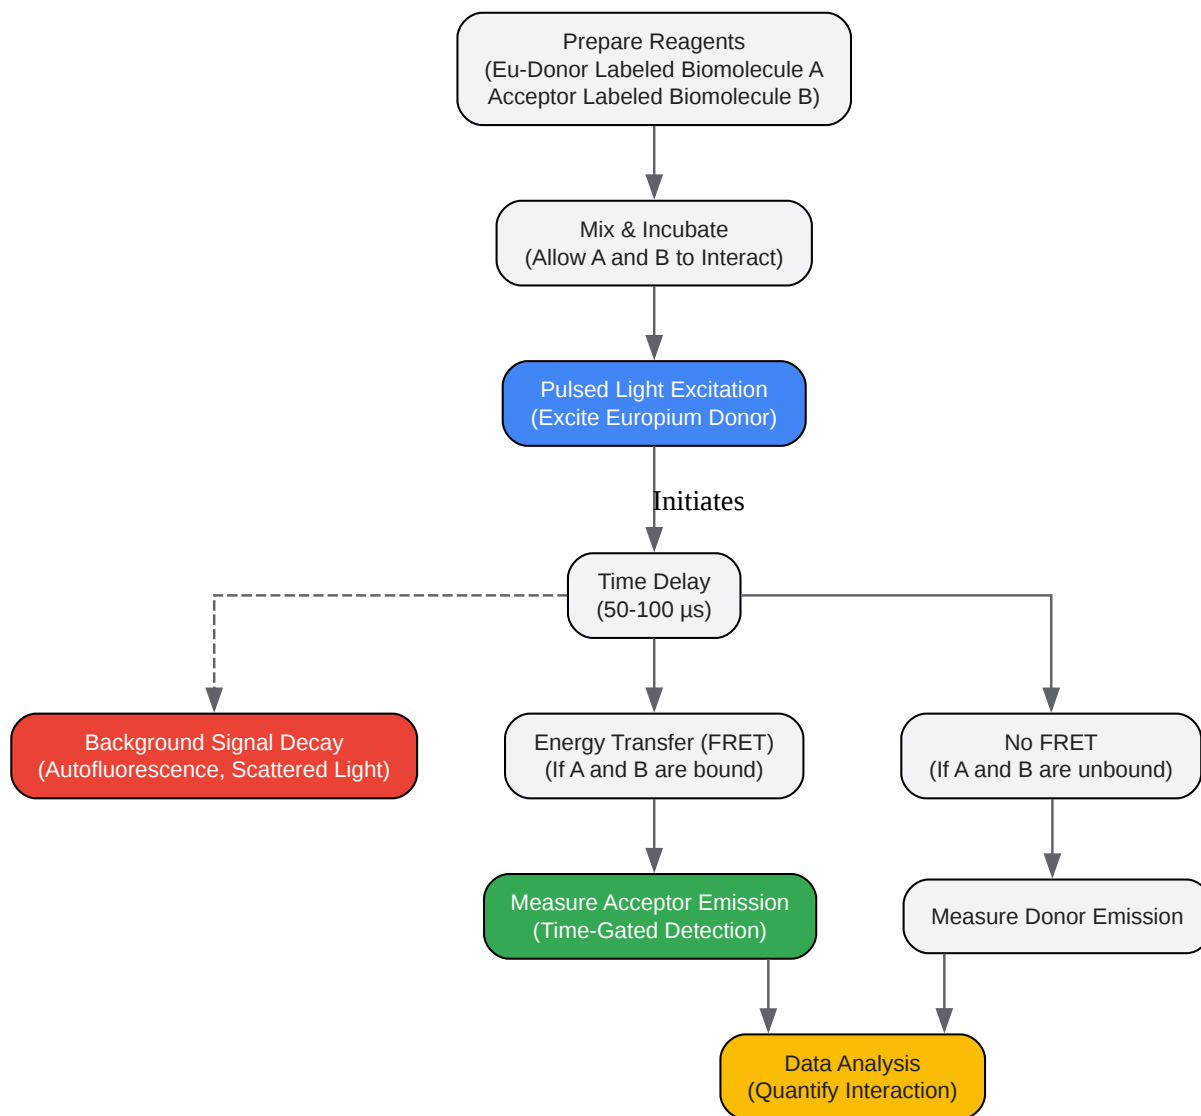 Prepare Reagents
(Eu-Donor Labeled Biomolecule A
Acceptor Labeled Biomolecule B)
Mix & Incubate
(Allow A and B to Interact)
Pulsed Light Excitation
(Excite Europium Donor)
Initiates
Time Delay
(50-100 µs)
Background Signal Decay
(Autofluorescence, Scattered Light)
Energy Transfer (FRET)
(If A and B are bound)
No FRET
(If A and B are unbound)
Measure Acceptor Emission
(Time-Gated Detection)
Measure Donor Emission
Data Analysis
(Quantify Interaction)